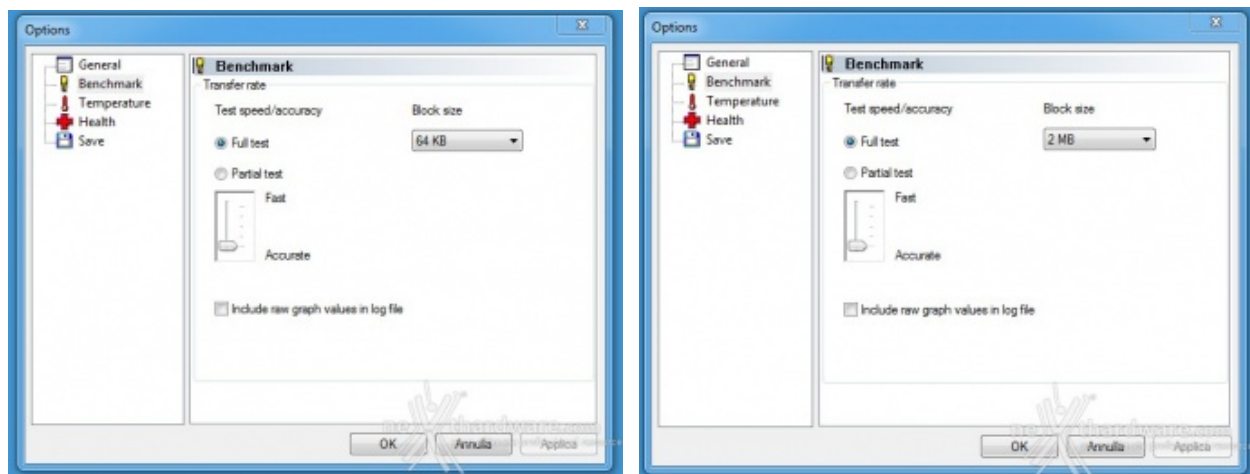 Options
General
Benchmark
Temperature
Health
Save
Benchmark
Transfer rate
Test speed/accuracy
Block size
Full test
64 KB
Partial test
Fast
Accurate
Include raw graph values in log file
OK
Annulla
Applica
Options
General
Benchmark
Temperature
Health
Save
Benchmark
Transfer rate
Test speed/accuracy
Block size
Full test
2 MB
Partial test
Fast
Accurate
Include raw graph values in log file
OK
Annulla
Applica